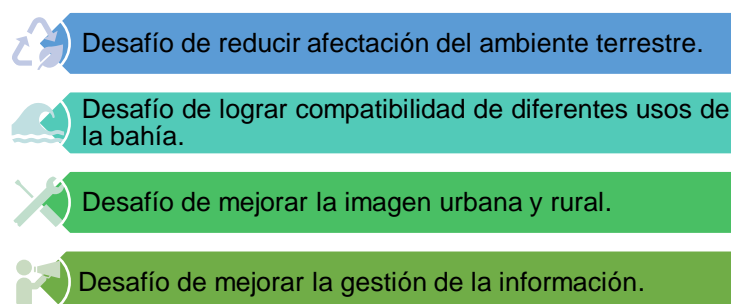 Desafío de reducir afectación del ambiente terrestre.
Desafío de lograr compatibilidad de diferentes usos de
la bahía.
Desafío de mejorar la imagen urbana y rural.
Desafío de mejorar la gestión de la información.